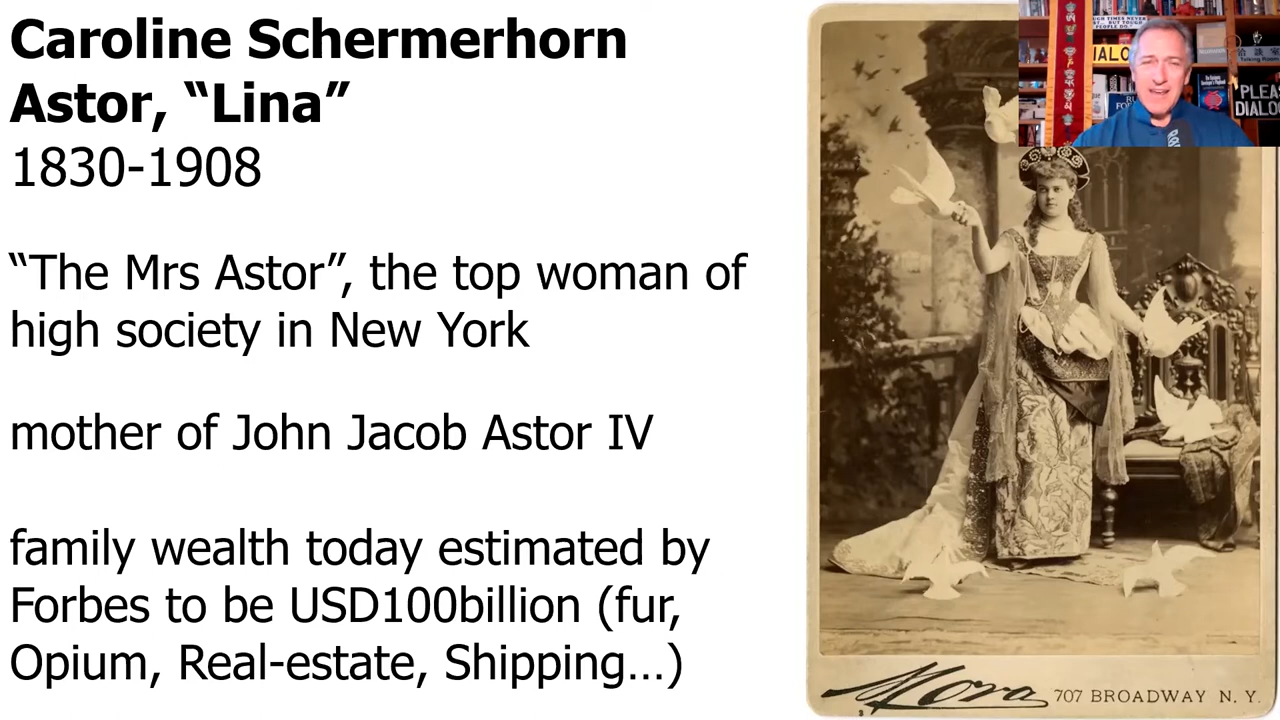 Caroline Schermerhorn
Astor, “Lina”
1830-1908
“The Mrs Astor”, the top woman of
high society in New York
mother of John Jacob Astor IV
family wealth today estimated by
Forbes to be USD100billion (fur,
Opium, Real-estate, Shipping…)
Mora 707 BROADWAY N. Y.
PLEAS
DIALO